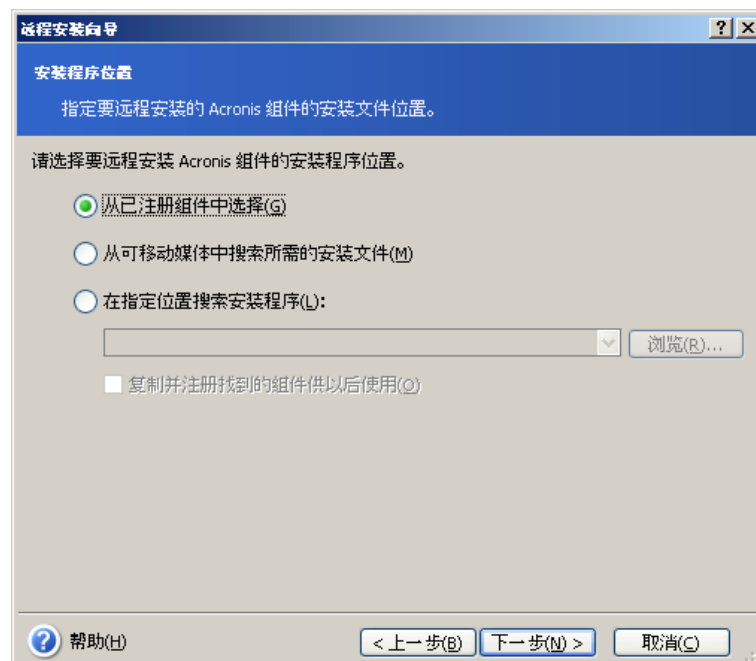 远程安装向导
安装程序位置
指定要远程安装的 Acronis 组件的安装文件位置。
请选择要远程安装 Acronis 组件的安装程序位置。
从已注册组件中选择(G)
从可移动媒体中搜索所需的安装文件(M)
在指定位置搜索安装程序(L):
浏览(R)...
复制并注册找到的组件供以后使用(O)
帮助(H)
< 上一步(B)
下一步(N) >
取消(C)